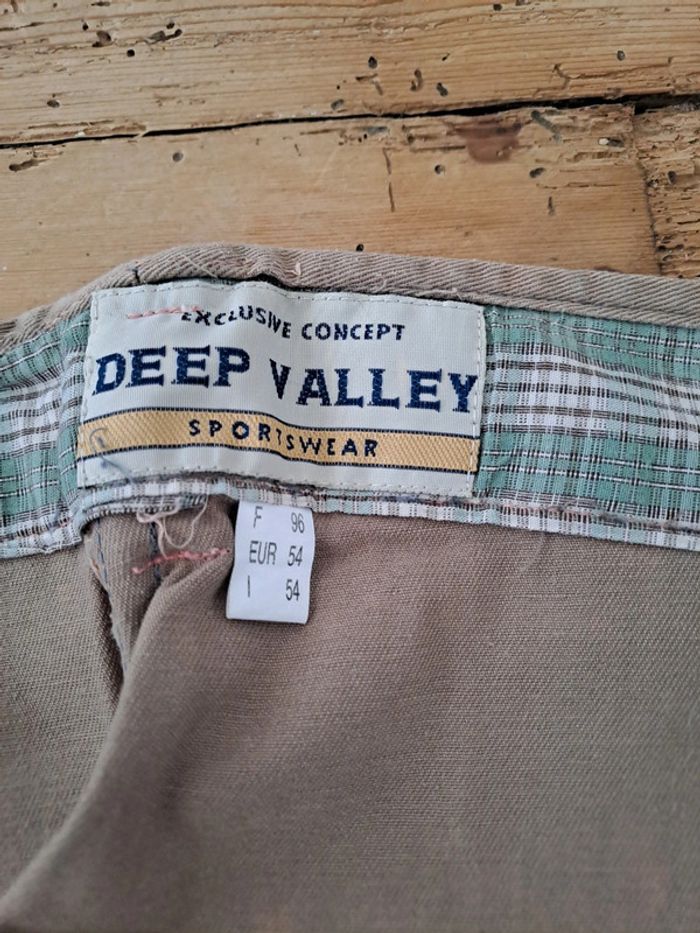 EXCLUSIVE CONCEPT
DEEP VALLEY
SPORTSWEAR
F 96
EUR 54
I 54